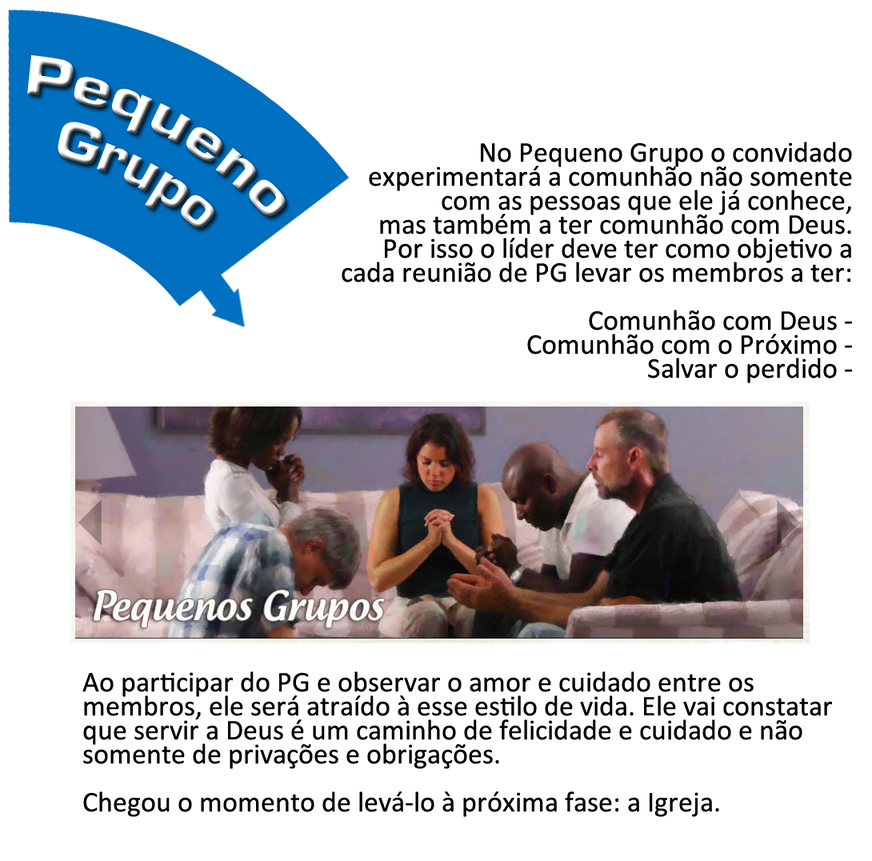 Pequeno
Grupo
No Pequeno Grupo o convidado
experimentará a comunhão não somente
com as pessoas que ele já conhece,
mas também a ter comunhão com Deus.
Por isso o líder deve ter como objetivo a
cada reunião de PG levar os membros a ter:
Comunhão com Deus -
Comunhão com o Próximo -
Salvar o perdido -
Pequenos Grupos
Ao participar do PG e observar o amor e cuidado entre os
membros, ele será atraído à esse estilo de vida. Ele vai constatar
que servir a Deus é um caminho de felicidade e cuidado e não
somente de privações e obrigações.
Chegou o momento de levá-lo à próxima fase: a Igreja.